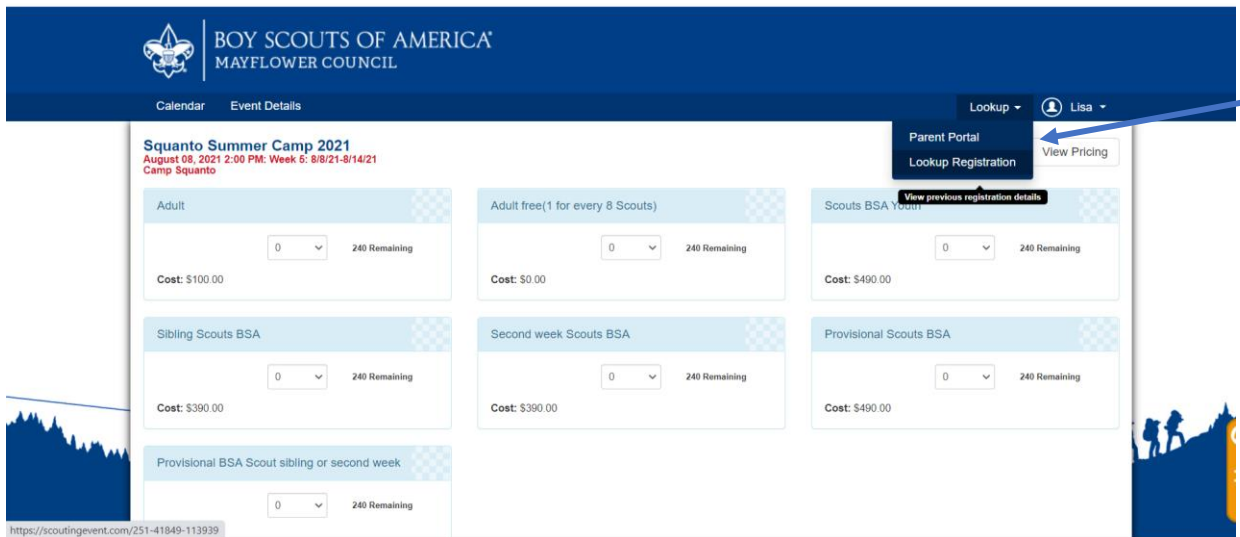 BOY SCOUTS OF AMERICA®
MAYFLOWER COUNCIL
Calendar Event Details Lookup Lisa
Squanto Summer Camp 2021
August 08, 2021 2:00 PM: Week 5: 8/8/21-8/14/21
Camp Squanto
Parent Portal
Lookup Registration
View Pricing
View previous registration details
Adult Adult free(1 for every 8 Scouts) Scouts BSA Youth
0 240 Remaining 0 240 Remaining 0 240 Remaining
Cost: $100.00 Cost: $0.00 Cost: $490.00
Sibling Scouts BSA Second week Scouts BSA Provisional Scouts BSA
0 240 Remaining 0 240 Remaining 0 240 Remaining
Cost: $390.00 Cost: $390.00 Cost: $490.00
Provisional BSA Scout sibling or second week
0 240 Remaining
https://scoutingevent.com/251-41849-113939